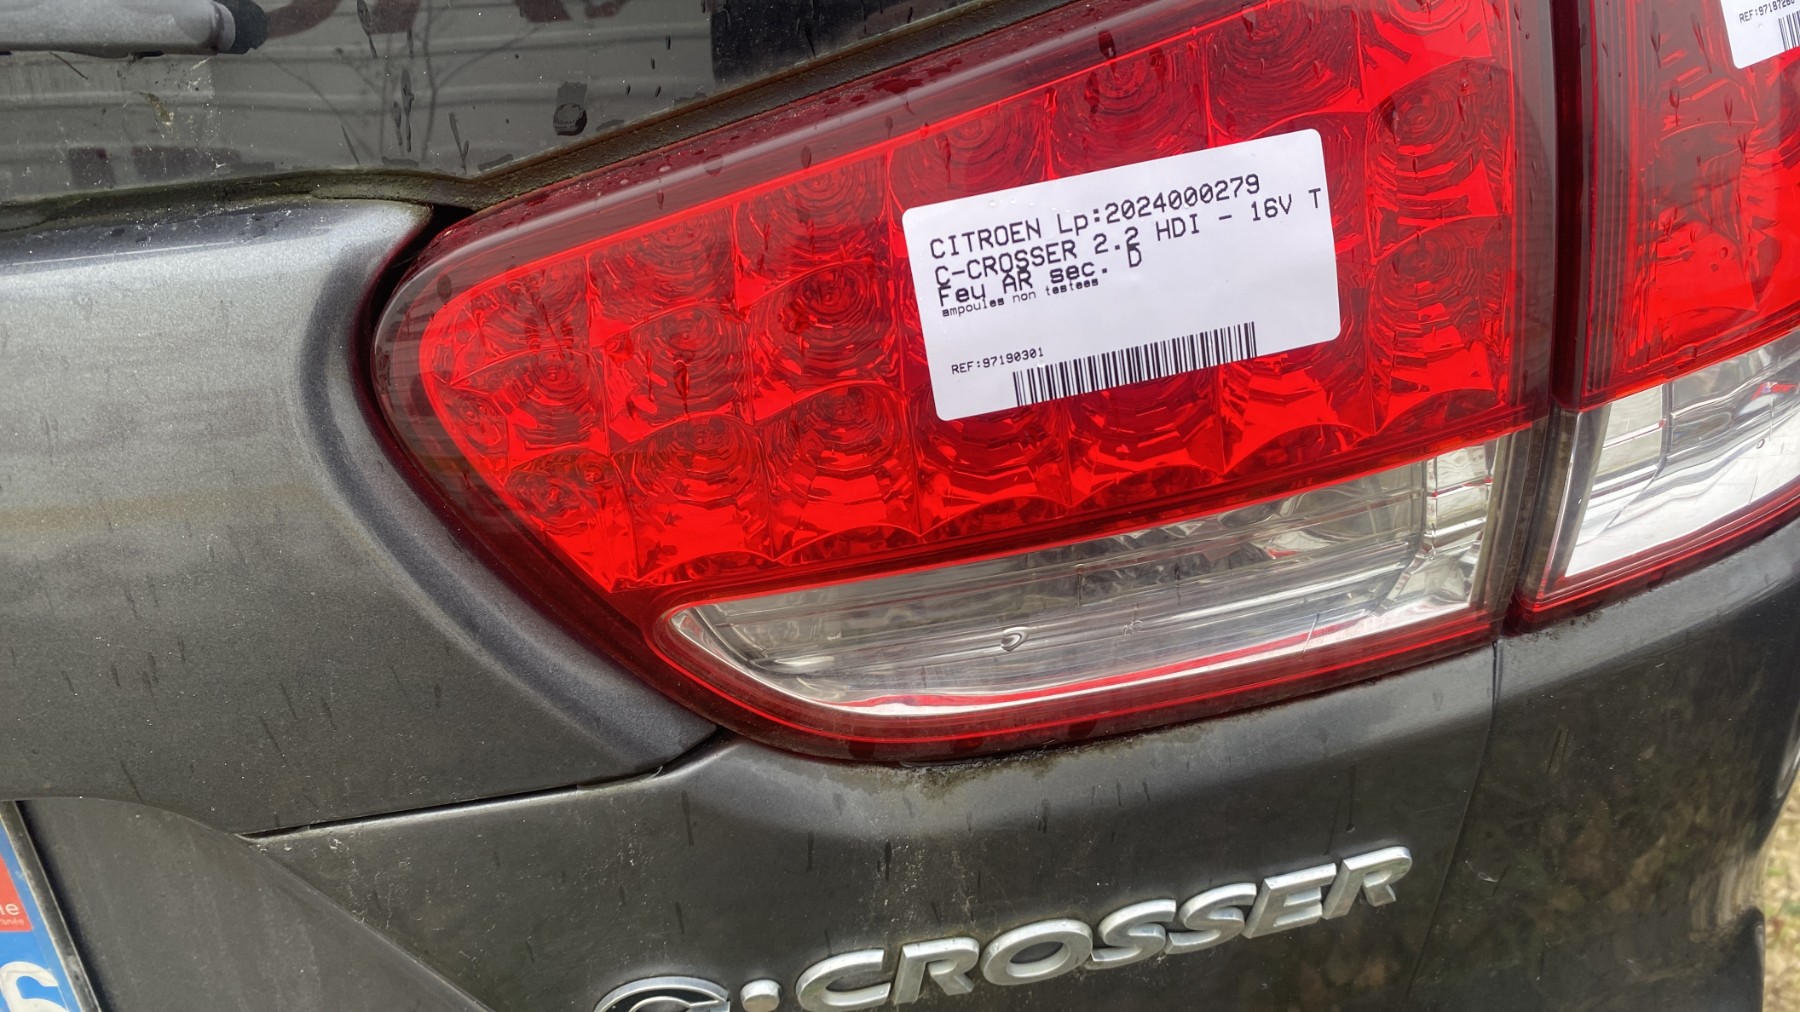 CITROEN Lp:2024000279
C-CROSSER 2.2 HDI - 16V T
Feu AR sec. D
ampoules non testees
REF:97190301
C·CROSSER